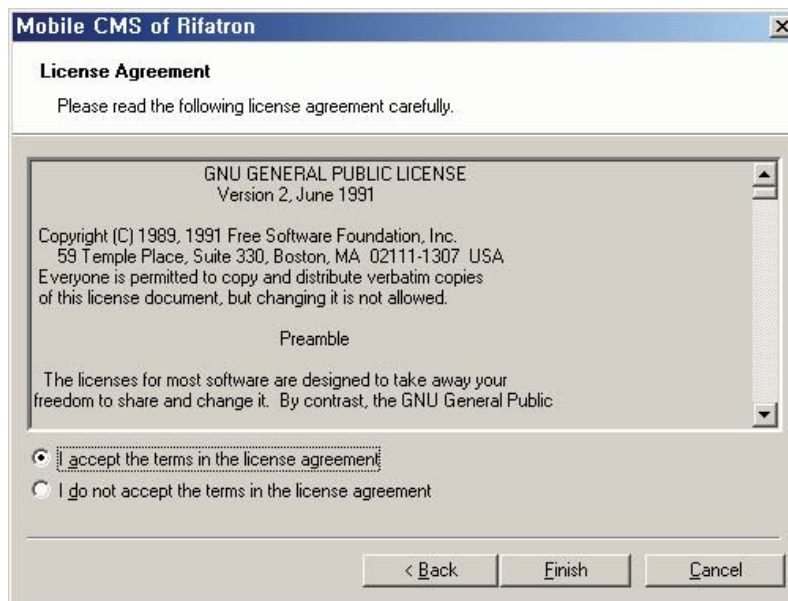 Mobile CMS of Rifatron
License Agreement
Please read the following license agreement carefully.
GNU GENERAL PUBLIC LICENSE
Version 2, June 1991
Copyright (C) 1989, 1991 Free Software Foundation, Inc.
59 Temple Place, Suite 330, Boston, MA 02111-1307 USA
Everyone is permitted to copy and distribute verbatim copies
of this license document, but changing it is not allowed.
Preamble
The licenses for most software are designed to take away your
freedom to share and change it. By contrast, the GNU General Public
I accept the terms in the license agreement
I do not accept the terms in the license agreement
< Back
Finish
Cancel